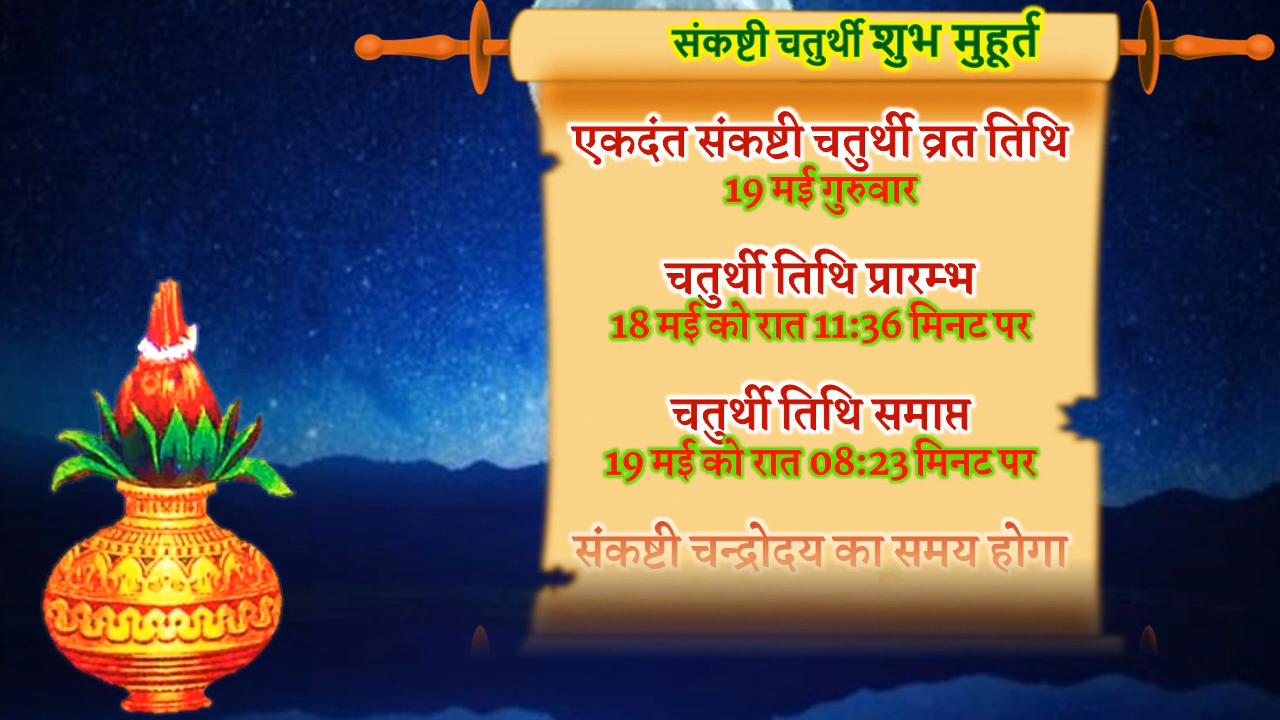 संकष्टी चतुर्थी शुभ मुहूर्त
एकदंत संकष्टी चतुर्थी व्रत तिथि
19 मई गुरुवार
चतुर्थी तिथि प्रारम्भ
18 मई को रात 11:36 मिनट पर
चतुर्थी तिथि समाप्त
19 मई को रात 08:23 मिनट पर
संकष्टी चन्द्रोदय का समय होगा